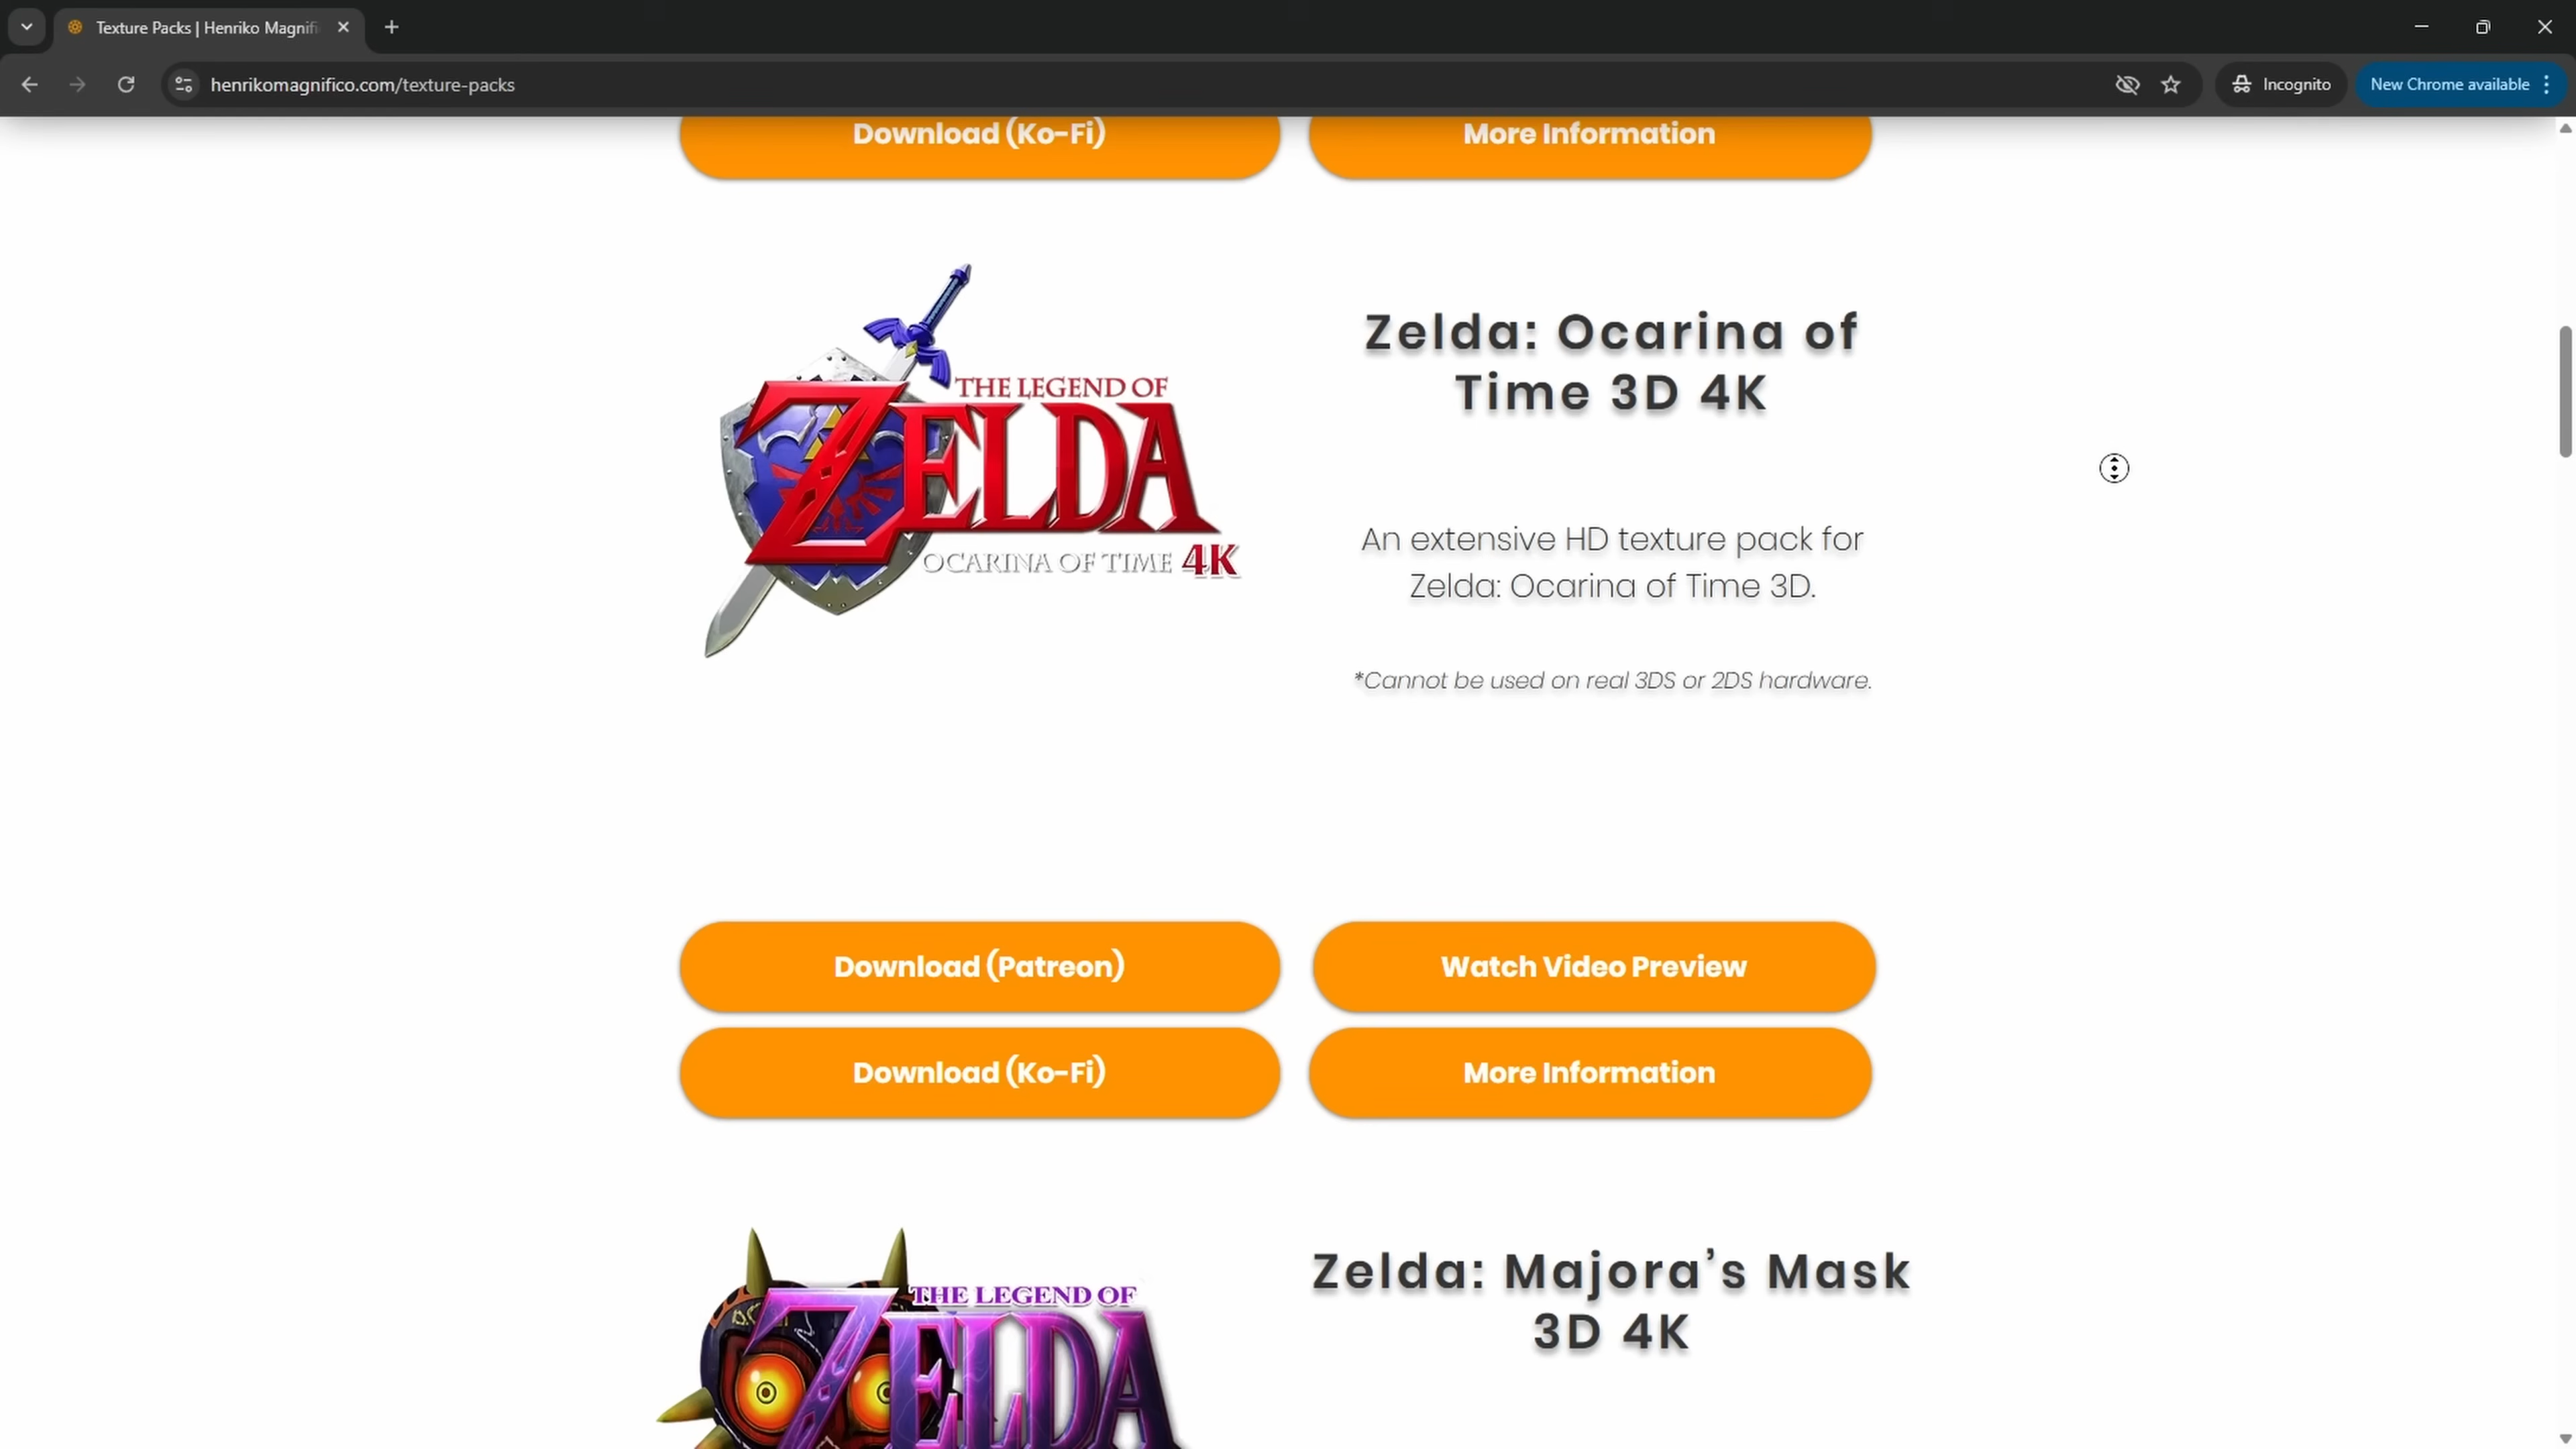 Texture Packs | Henriko Magnifi
henrikomagnifico.com/texture-packs
Incognito
New Chrome available
Download (Ko-Fi)
More Information
THE LEGEND OF
ZELDA
OCARINA OF TIME 4K
Zelda: Ocarina of
Time 3D 4K
An extensive HD texture pack for
Zelda: Ocarina of Time 3D.
*Cannot be used on real 3DS or 2DS hardware.
Download (Patreon)
Watch Video Preview
Download (Ko-Fi)
More Information
THE LEGEND OF
ZELDA
Zelda: Majora's Mask
3D 4K